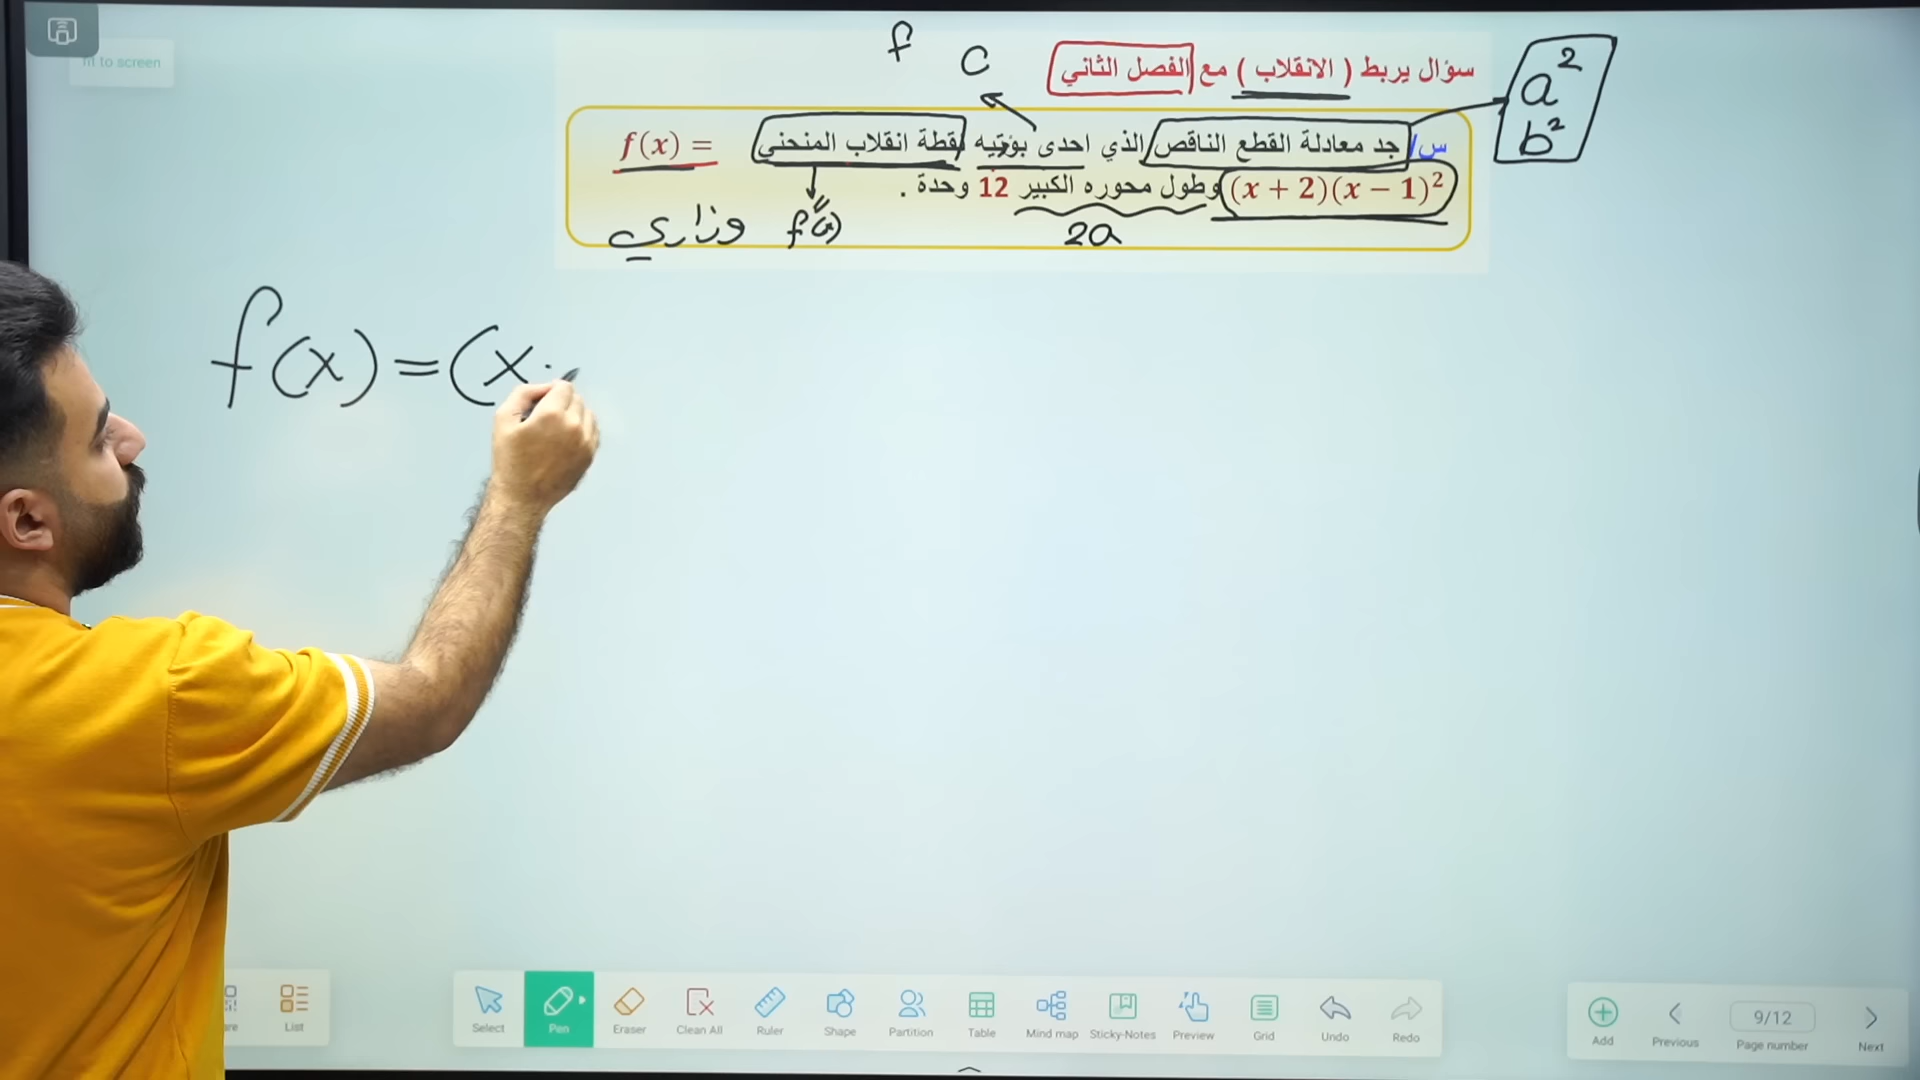 fit to screen
f
C
سؤال يربط ( الانقلاب ) مع الفصل الثاني
a²
b²
س/ جد معادلة القطع الناقص الذي احدى بؤرتيه نقطة انقلاب المنحني f(x) =
(x + 2)(x − 1)² وطول محوره الكبير 12 وحدة .
2a
f''(x)
وزاري
f(x)=(x
List
Select
Pen
Eraser
Clean All
Ruler
Shape
Partition
Table
Mind map
Sticky-Notes
Preview
Grid
Undo
Redo
Add
Previous
9/12
Page number
Next